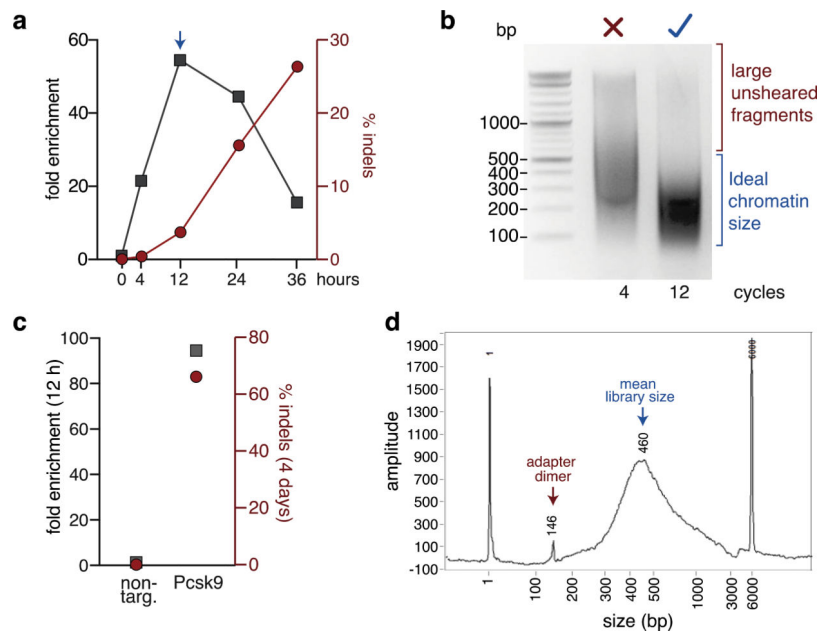 a
60
40
20
0
fold enrichment
30
20
10
0
% indels
0 4 12 24 36 hours
b
bp
1000
500
400
300
200
100
large
unsheared
fragments
Ideal
chromatin
size
4 12 cycles
c
100
80
60
40
20
0
fold enrichment (12 h)
80
60
40
20
0
% indels (4 days)
non-
targ.
Pcsk9
d
1900
1700
1500
1300
1100
900
700
500
300
100
-100
amplitude
1
6000
mean
library size
460
adapter
dimer
146
1 100 200 300 400 500 1000 3000 6000
size (bp)